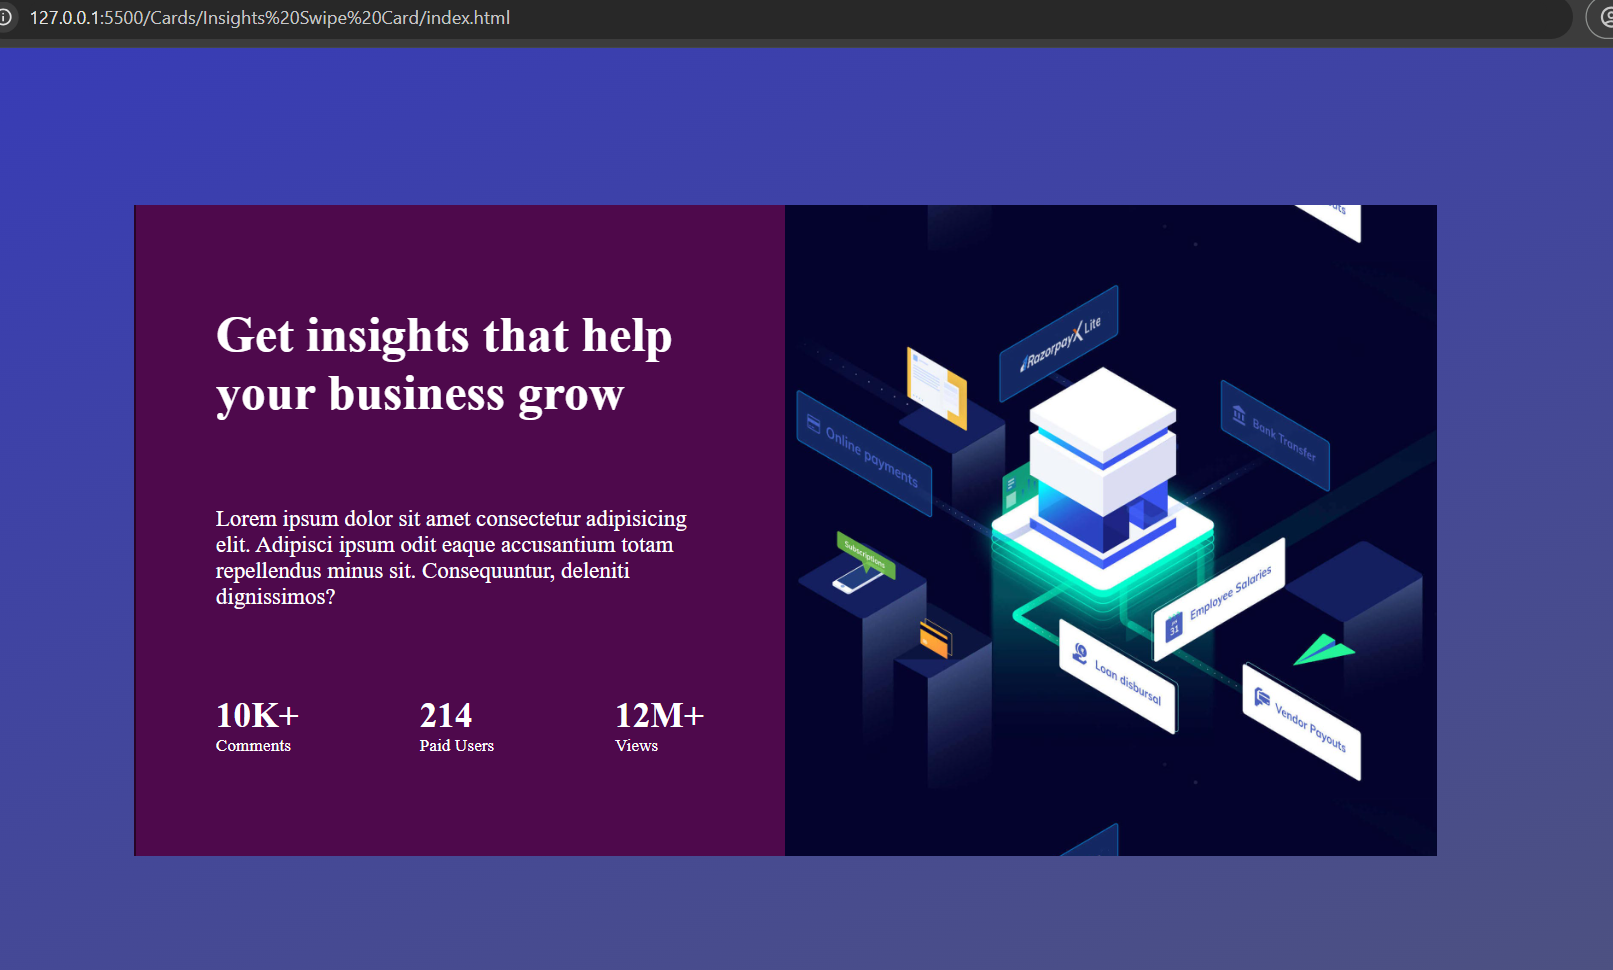 127.0.0.1:5500/Cards/Insights%20Swipe%20Card/index.html
Get insights that help
your business grow
Lorem ipsum dolor sit amet consectetur adipisicing
elit. Adipisci ipsum odit eaque accusantium totam
repellendus minus sit. Consequuntur, deleniti
dignissimos?
10K+
Comments
214
Paid Users
12M+
Views
RazorpayX Lite
Online payments
Bank Transfer
Subscriptions
Employee Salaries
31
Loan disbursal
Vendor Payouts